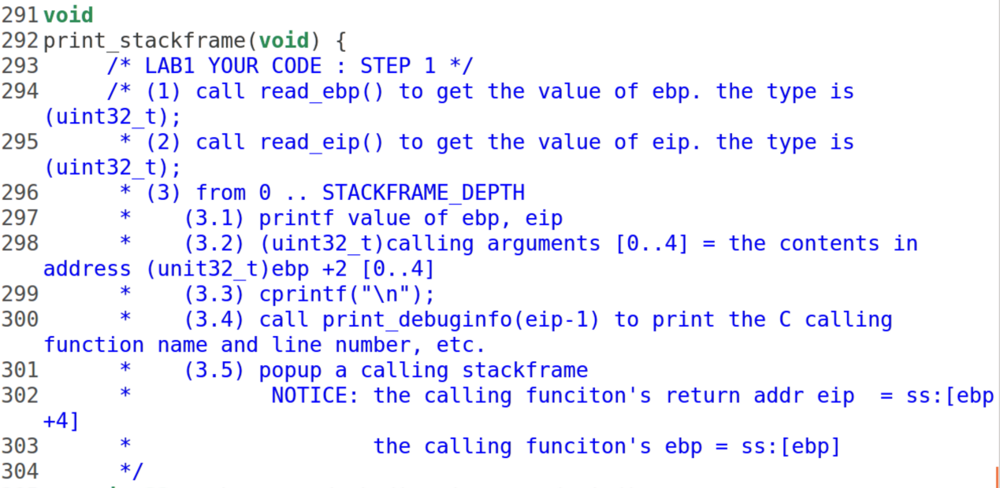 291 void
292 print_stackframe(void) {
293      /* LAB1 YOUR CODE : STEP 1 */
294      /* (1) call read_ebp() to get the value of ebp. the type is
(uint32_t);
295       * (2) call read_eip() to get the value of eip. the type is
(uint32_t);
296       * (3) from 0 .. STACKFRAME_DEPTH
297       *    (3.1) printf value of ebp, eip
298       *    (3.2) (uint32_t)calling arguments [0..4] = the contents in
address (unit32_t)ebp +2 [0..4]
299       *    (3.3) cprintf("\n");
300       *    (3.4) call print_debuginfo(eip-1) to print the C calling
function name and line number, etc.
301       *    (3.5) popup a calling stackframe
302       *           NOTICE: the calling funciton's return addr eip  = ss:[ebp
+4]
303       *                   the calling funciton's ebp = ss:[ebp]
304       */